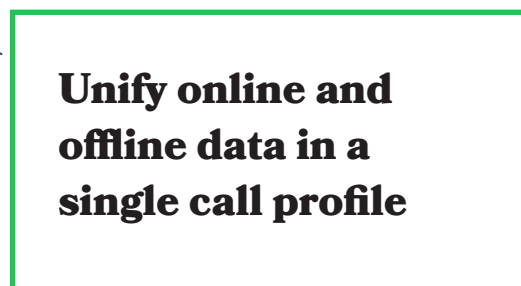 Unify online and
offline data in a
single call profile